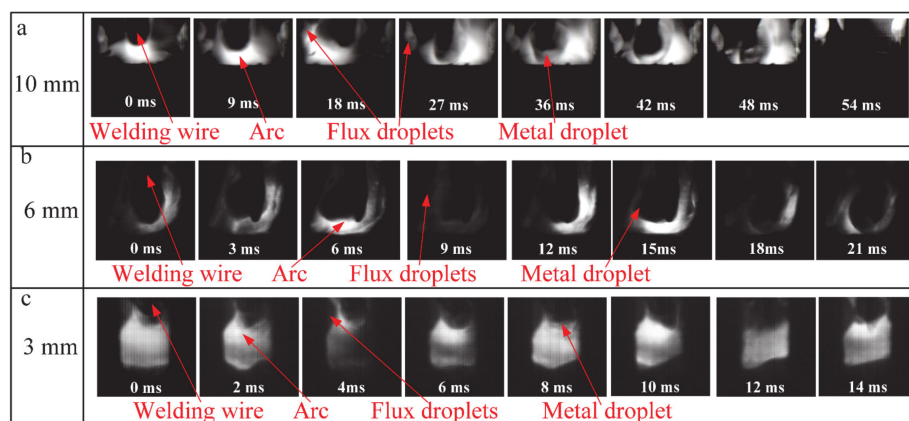 a
10 mm
0 ms 9 ms 18 ms 27 ms 36 ms 42 ms 48 ms 54 ms
Welding wire Arc Flux droplets Metal droplet
b
6 mm
0 ms 3 ms 6 ms 9 ms 12 ms 15ms 18ms 21 ms
Welding wire Arc Flux droplets Metal droplet
c
3 mm
0 ms 2 ms 4ms 6 ms 8 ms 10 ms 12 ms 14 ms
Welding wire Arc Flux droplets Metal droplet